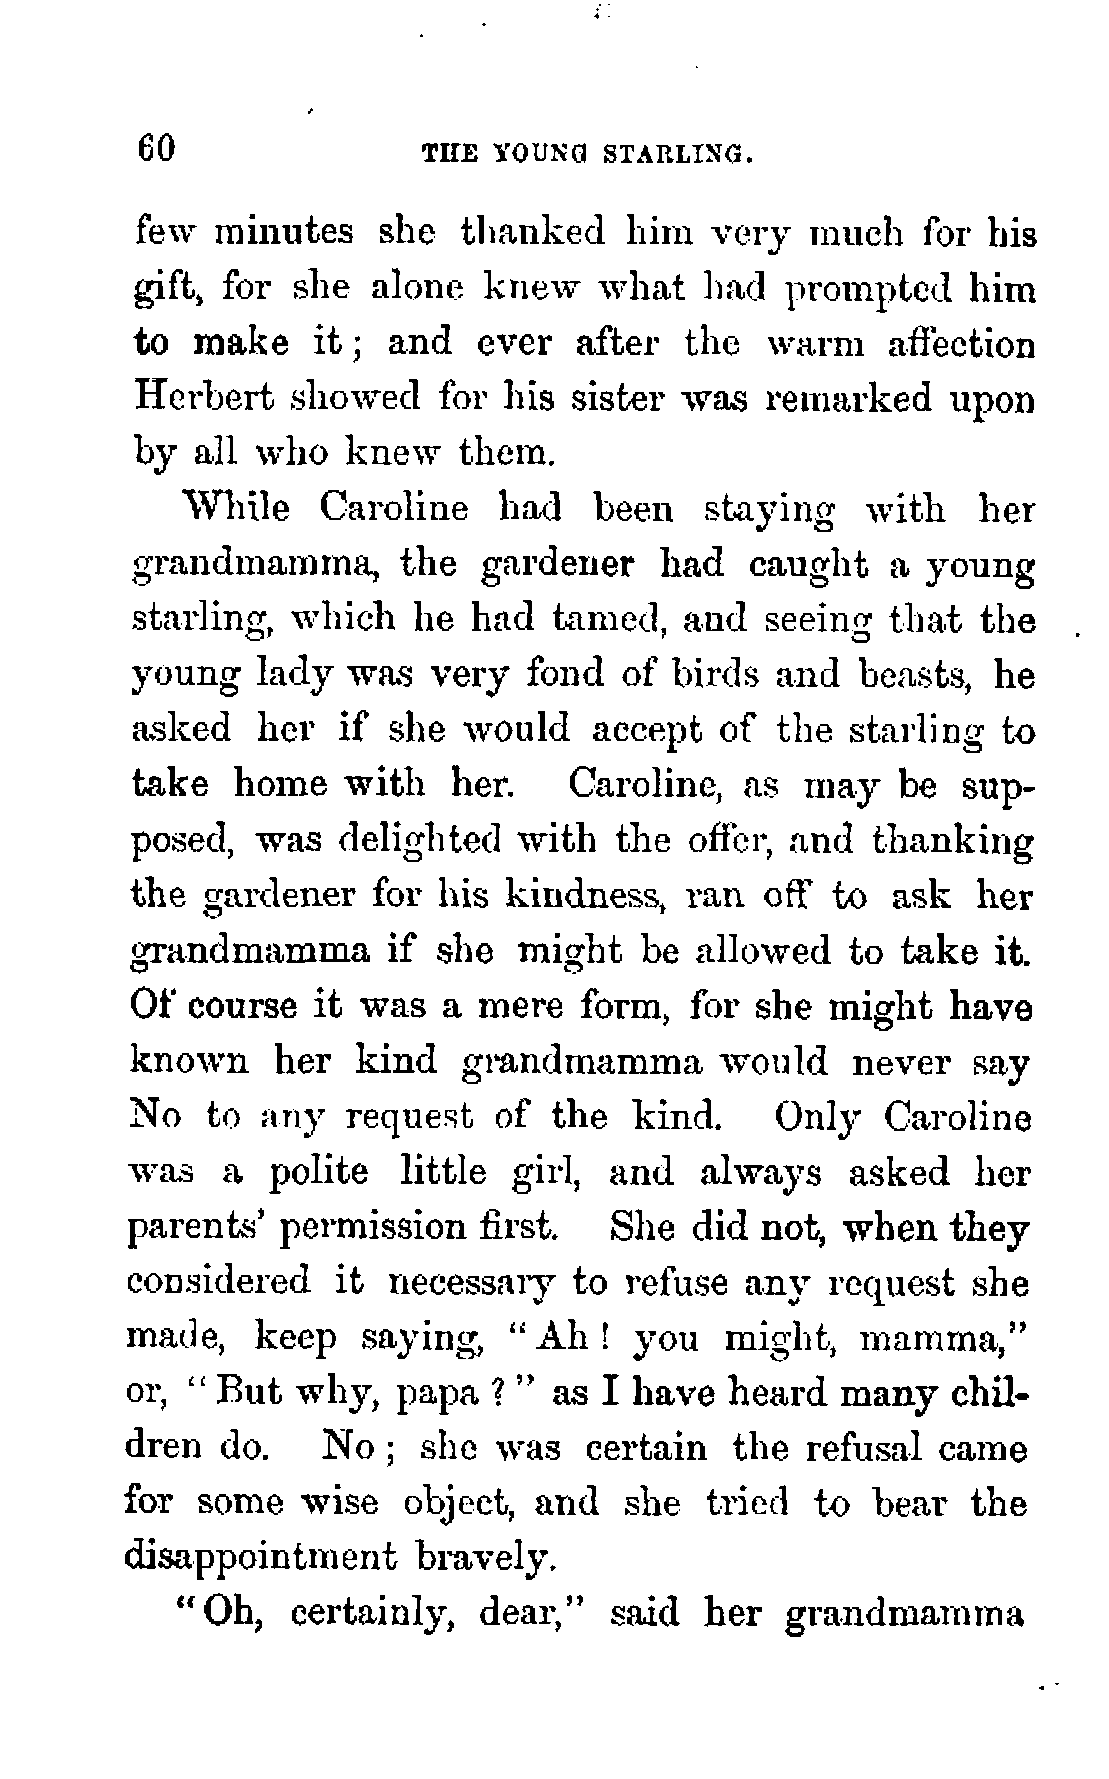 60 THE YOUNG STARLING.
few minutes she thanked him very much for his
gift, for she alone knew what had prompted him
to make it; and ever after the warm affection
Herbert showed for his sister was remarked upon
by all who knew them.
While Caroline had been staying with her
grandmamma, the gardener had caught a young
starling, which he had tamed, and seeing that the
young lady was very fond of birds and beasts, he
asked her if she would accept of the starling to
take home with her. Caroline, as may be sup-
posed, was delighted with the offer, and thanking
the gardener for his kindness, ran off to ask her
grandmamma if she might be allowed to take it.
Of course it was a mere form, for she might have
known her kind grandmamma would never say
No to any request of the kind. Only Caroline
was a polite little girl, and always asked her
parents' permission first. She did not, when they
considered it necessary to refuse any request she
made, keep saying, "Ah! you might, mamma,"
or, "But why, papa?" as I have heard many chil-
dren do. No; she was certain the refusal came
for some wise object, and she tried to bear the
disappointment bravely.
"Oh, certainly, dear," said her grandmamma